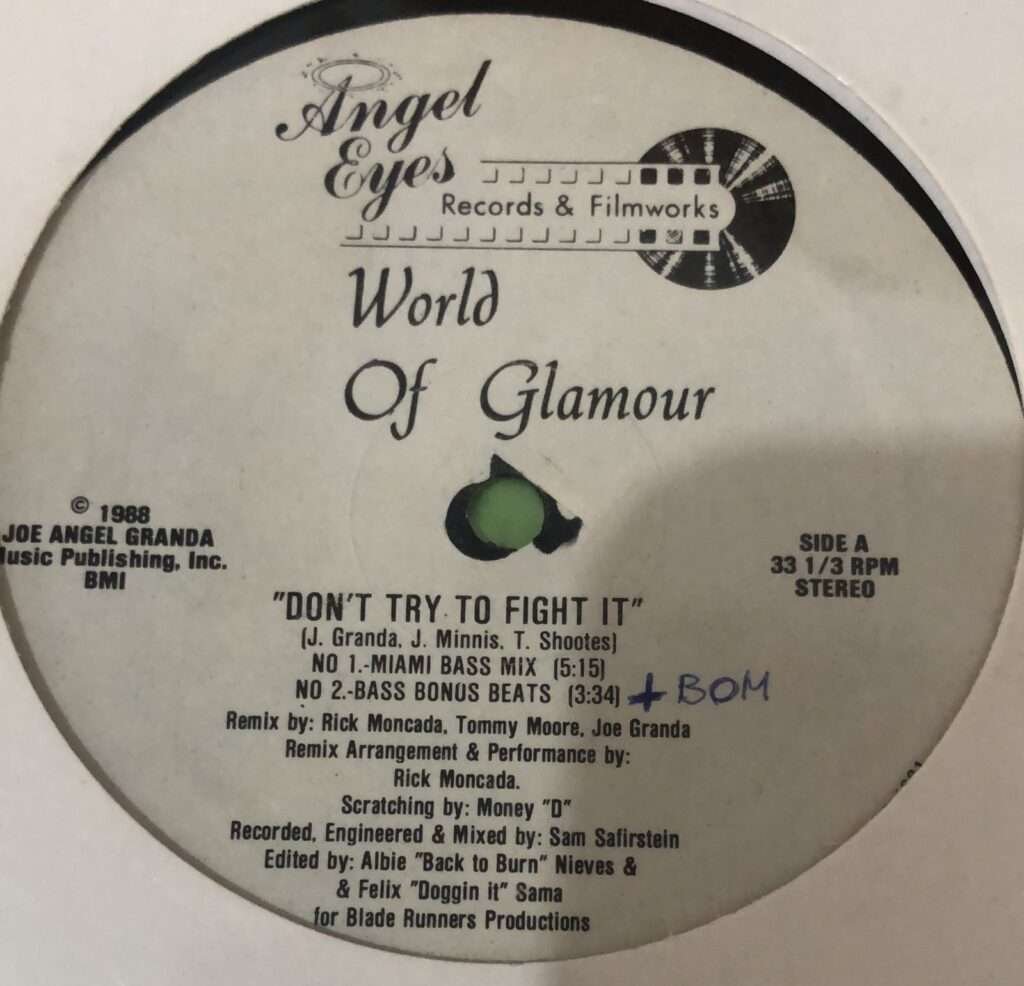 Angel
Eyes
Records & Filmworks
World
Of Glamour
© 1988
JOE ANGEL GRANDA
Music Publishing, Inc.
BMI
SIDE A
33 1/3 RPM
STEREO
"DON'T TRY TO FIGHT IT"
(J. Granda, J. Minnis, T. Shootes)
NO 1.-MIAMI BASS MIX (5:15)
NO 2.-BASS BONUS BEATS (3:34) + BOM
Remix by: Rick Moncada, Tommy Moore, Joe Granda
Remix Arrangement & Performance by:
Rick Moncada.
Scratching by: Money "D"
Recorded, Engineered & Mixed by: Sam Safirstein
Edited by: Albie "Back to Burn" Nieves &
& Felix "Doggin it" Sama
for Blade Runners Productions